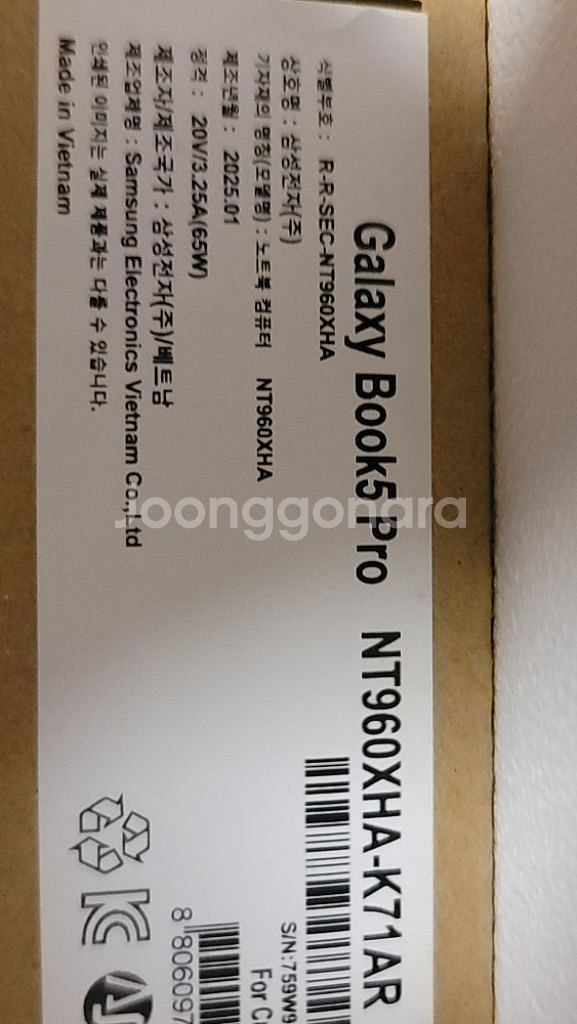 Galaxy Book5 Pro NT960XHA-K71AR
식별부호 : R-R-SEC-NT960XHA
상호명 : 삼성전자(주)
기자재의 명칭(모델명) : 노트북 컴퓨터 NT960XHA
제조년월 : 2025.01
정격 : 20V/3.25A(65W)
제조자/제조국가 : 삼성전자(주)/베트남
제조업체명 : Samsung Electronics Vietnam Co.,Ltd
인쇄된 이미지는 실제 제품과는 다를 수 있습니다.
Made in Vietnam
S/N:759W9
For
8 806097
Joonggonara